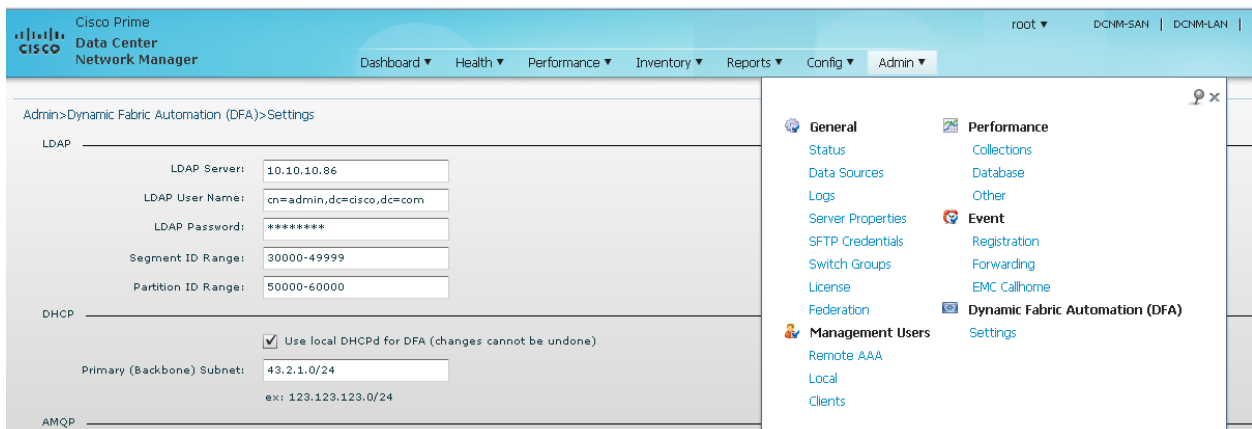 Cisco Prime
CISCO
Data Center
Network Manager
root ▼ DCNM-SAN | DCNM-LAN |
Dashboard ▼ Health ▼ Performance ▼ Inventory ▼ Reports ▼ Config ▼ Admin ▼
Admin>Dynamic Fabric Automation (DFA)>Settings
LDAP
LDAP Server: 10.10.10.86
LDAP User Name: cn=admin,dc=cisco,dc=com
LDAP Password: ********
Segment ID Range: 30000-49999
Partition ID Range: 50000-60000
DHCP
Use local DHCPd for DFA (changes cannot be undone)
Primary (Backbone) Subnet: 43.2.1.0/24
ex: 123.123.123.0/24
AMQP
General
Status
Data Sources
Logs
Server Properties
SFTP Credentials
Switch Groups
License
Federation
Management Users
Remote AAA
Local
Clients
Performance
Collections
Database
Other
Event
Registration
Forwarding
EMC Callhome
Dynamic Fabric Automation (DFA)
Settings